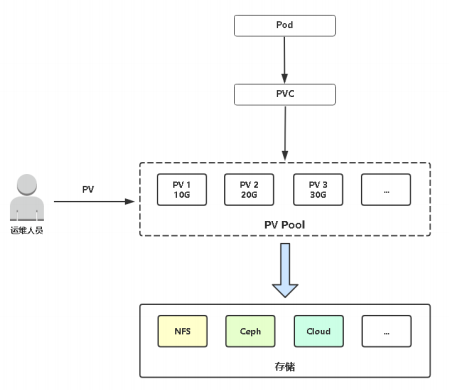 Pod
PVC
PV
运维人员
PV 1
10G
PV 2
20G
PV 3
30G
...
PV Pool
NFS
Ceph
Cloud
...
存储